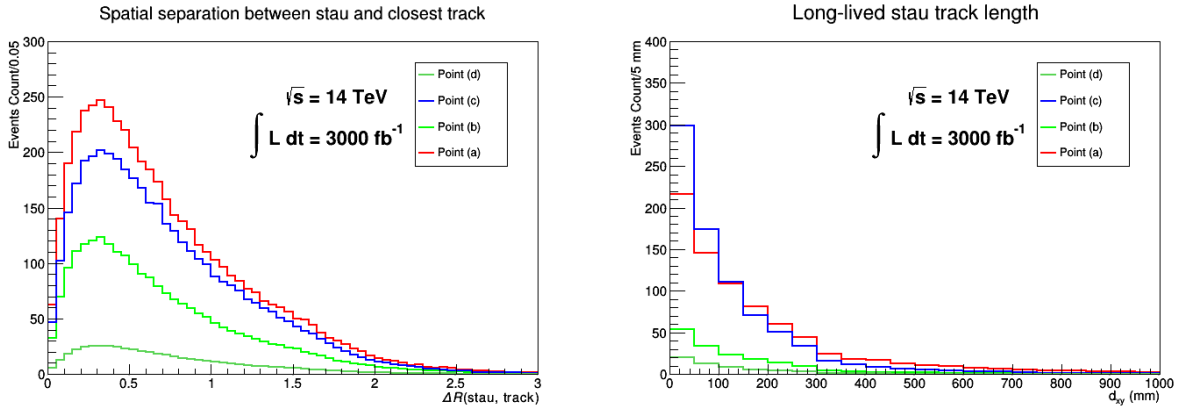 Spatial separation between stau and closest track
Events Count/0.05
300
250
200
150
100
50
0
√s = 14 TeV
∫ L dt = 3000 fb⁻¹
Point (d)
Point (c)
Point (b)
Point (a)
0 0.5 1 1.5 2 2.5 3
ΔR(stau, track)
Long-lived stau track length
Events Count/5 mm
400
350
300
250
200
150
100
50
0
√s = 14 TeV
∫ L dt = 3000 fb⁻¹
Point (d)
Point (c)
Point (b)
Point (a)
0 100 200 300 400 500 600 700 800 900 1000
d_xy (mm)